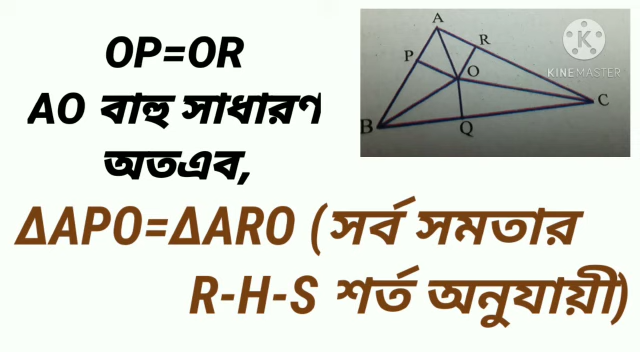 OP=OR
AO বাহু সাধারণ
অতএব,
ΔAPO=ΔARO (সর্ব সমতার
R-H-S শর্ত অনুযায়ী)
A
R
P
O
C
B
Q
K
KINEMASTER